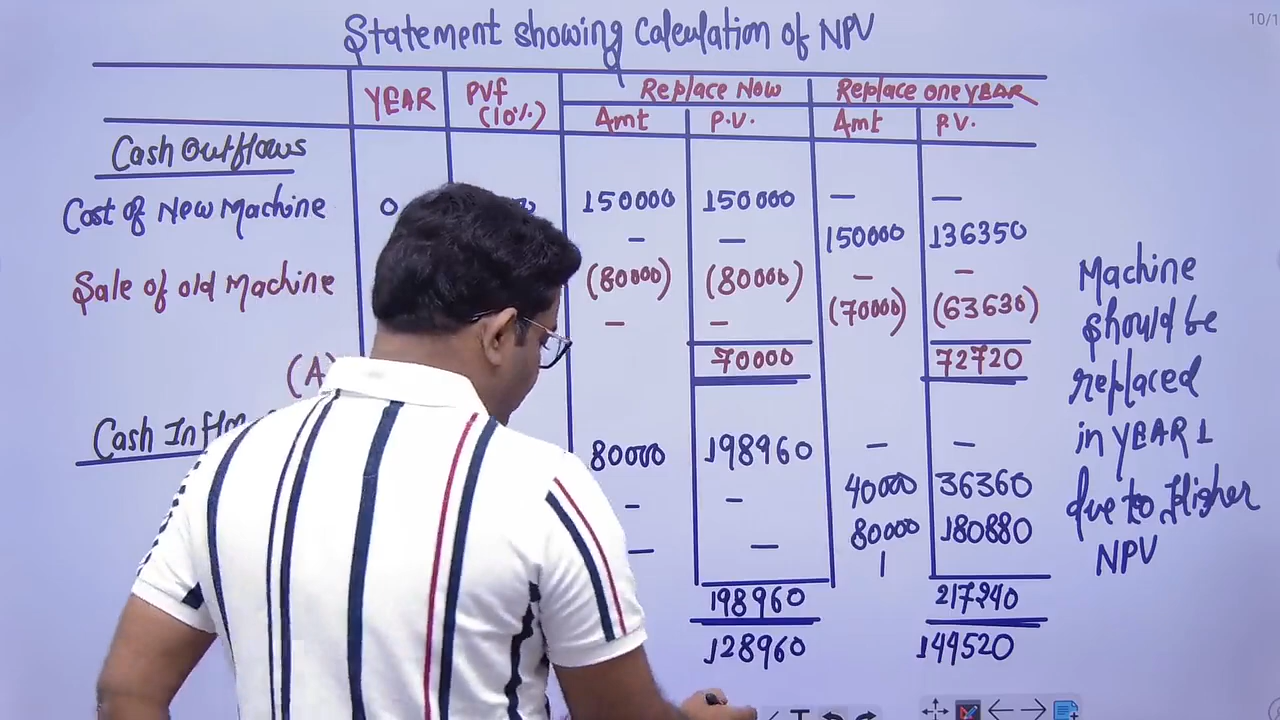 10/1
Statement showing Calculation of NPV
YEAR PVf (10%) Replace Now Replace one YEAR
Amt P.V. Amt P.V.
Cash Outflows
Cost of New Machine 0 150000 150000 — —
— — 150000 136350
Sale of old Machine (80000) (80000) — —
— — (70000) (63630)
(A) 70000 72720
Cash
80000 198960 — —
— — 40000 36360
— — 80000 180880
198960 217240
128960 144520
Machine
should be
replaced
in YEAR 1
due to Higher
NPV